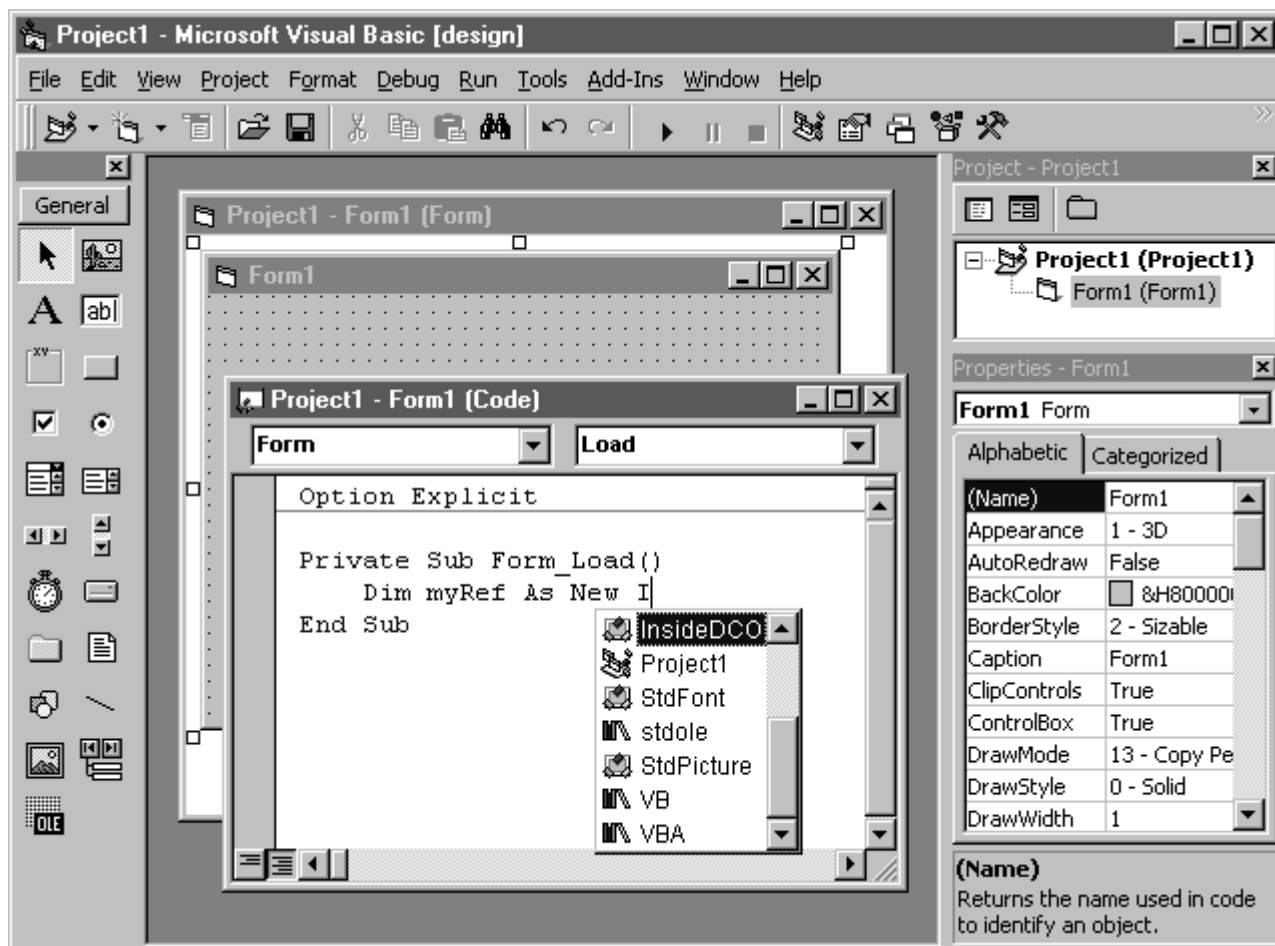 Project1 - Microsoft Visual Basic [design]
File Edit View Project Format Debug Run Tools Add-Ins Window Help
General
A
ab
XY
OLE
Project1 - Form1 (Form)
Form1
Project1 - Form1 (Code)
Form Load
Option Explicit
Private Sub Form_Load()
Dim myRef As New I
End Sub
InsideDCO
Project1
StdFont
stdole
StdPicture
VB
VBA
Project - Project1
Project1 (Project1)
Form1 (Form1)
Properties - Form1
Form1 Form
Alphabetic Categorized
(Name) Form1
Appearance 1 - 3D
AutoRedraw False
BackColor &H80000
BorderStyle 2 - Sizable
Caption Form1
ClipControls True
ControlBox True
DrawMode 13 - Copy Pe
DrawStyle 0 - Solid
DrawWidth 1
(Name)
Returns the name used in code
to identify an object.